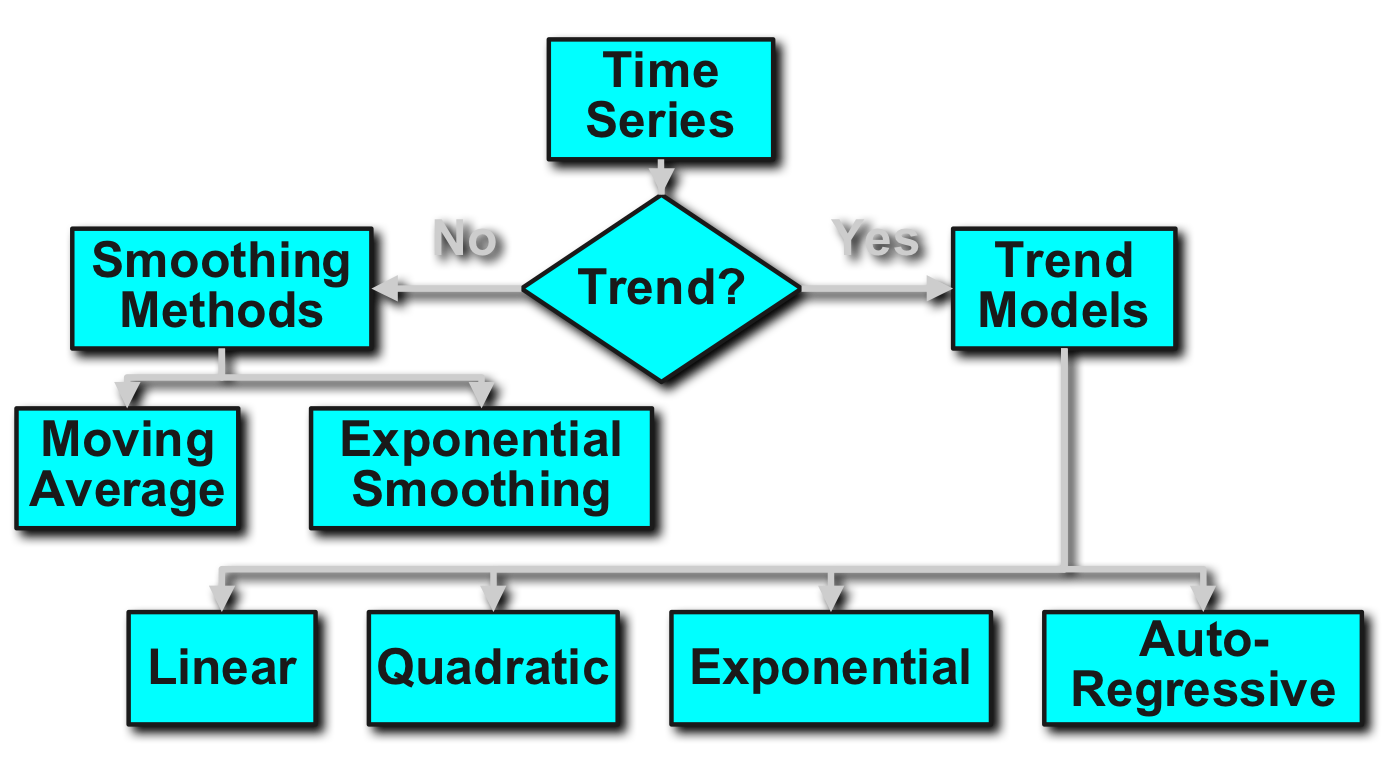 Time
Series
No
Yes
Smoothing
Methods
Trend?
Trend
Models
Moving
Average
Exponential
Smoothing
Linear
Quadratic
Exponential
Auto-
Regressive